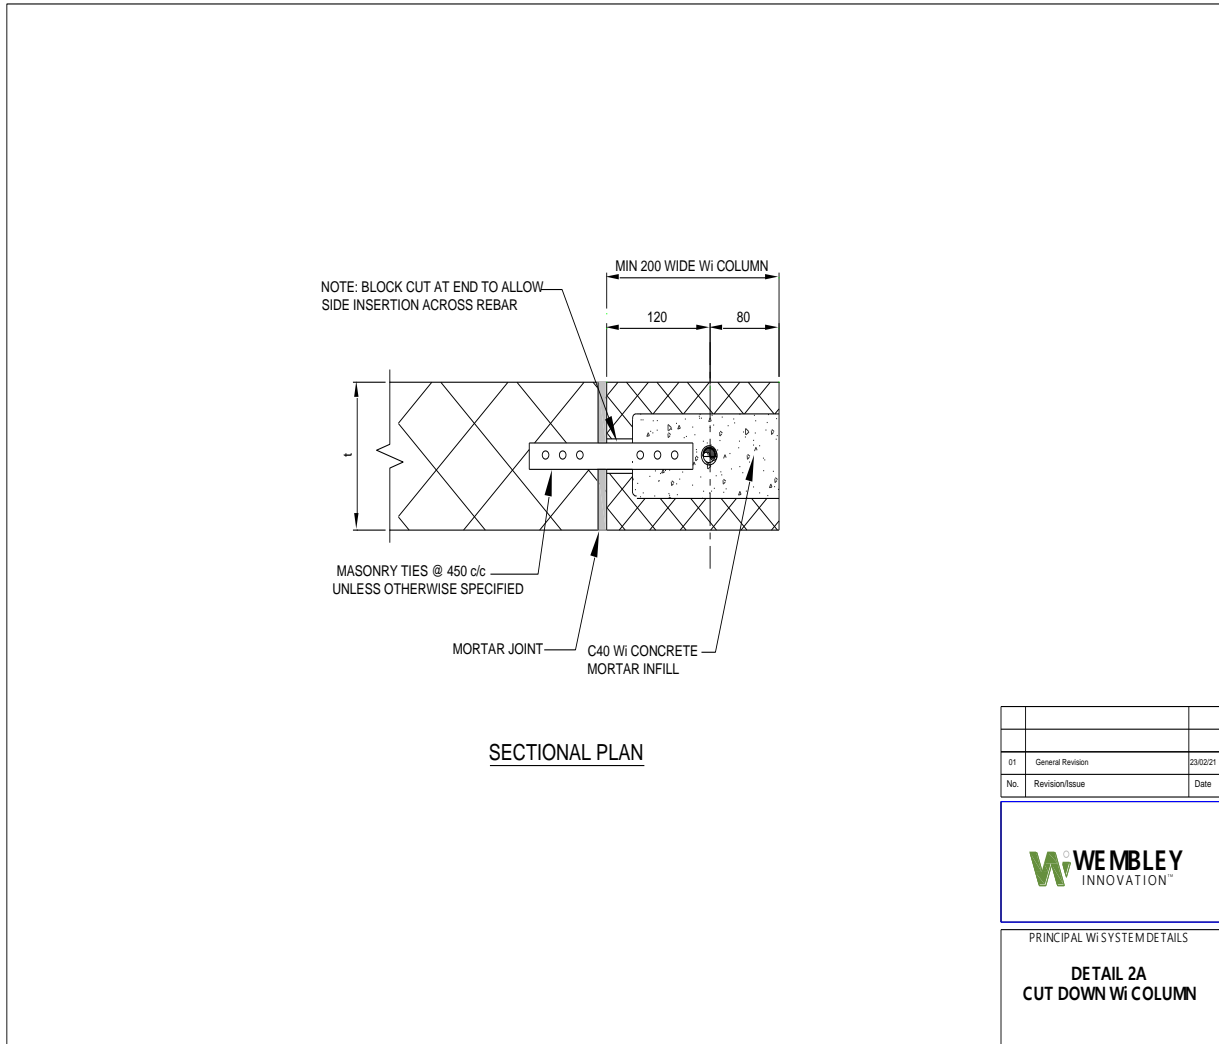 MIN 200 WIDE Wi COLUMN
NOTE: BLOCK CUT AT END TO ALLOW
SIDE INSERTION ACROSS REBAR
120
80
t
MASONRY TIES @ 450 c/c
UNLESS OTHERWISE SPECIFIED
MORTAR JOINT
C40 Wi CONCRETE
MORTAR INFILL
SECTIONAL PLAN
01 General Revision 23/02/21
No. Revision/Issue Date
Wi WEMBLEY
INNOVATION™
PRINCIPAL Wi SYSTEM DETAILS
DETAIL 2A
CUT DOWN Wi COLUMN